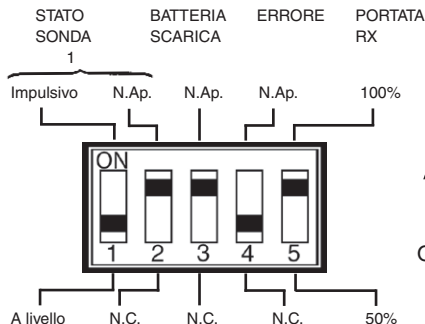 STATO BATTERIA ERRORE PORTATA
SONDA SCARICA RX
1
Impulsivo N.Ap. N.Ap. N.Ap. 100%
ON
1 2 3 4 5
A livello N.C. N.C. N.C. 50%